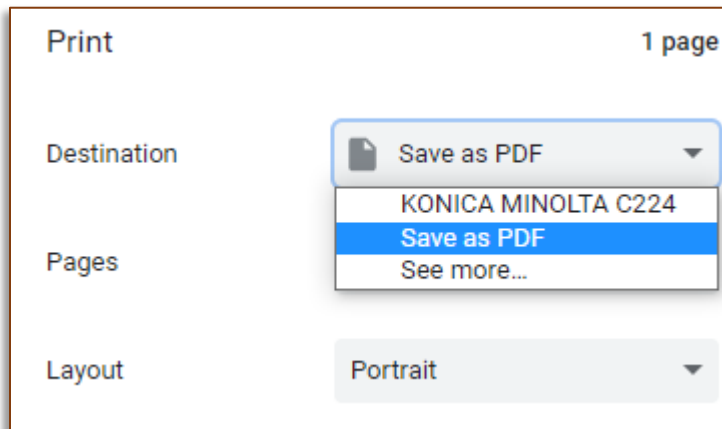 Print 1 page
Destination Save as PDF
KONICA MINOLTA C224
Save as PDF
Pages
See more...
Layout Portrait